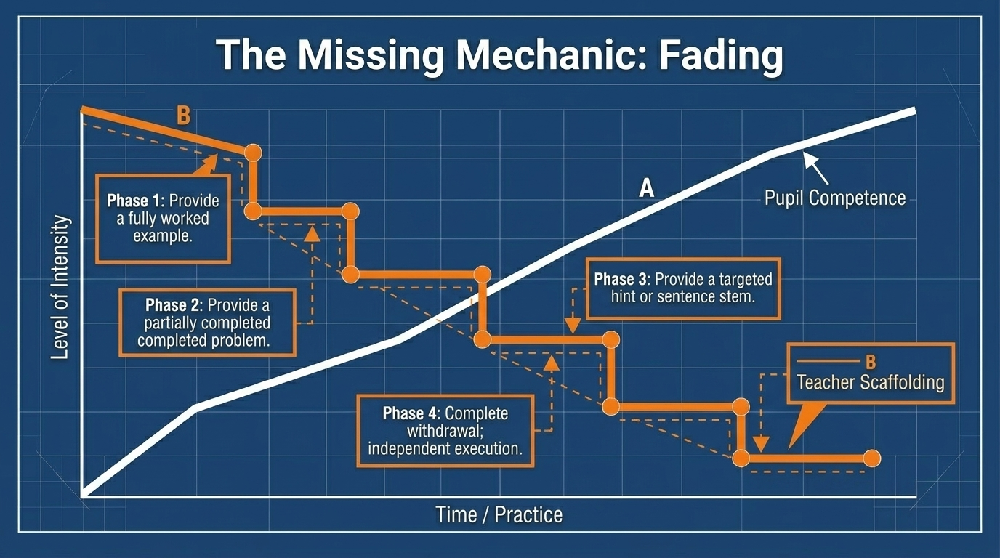 The Missing Mechanic: Fading
B
Phase 1: Provide
a fully worked
example.
A
Pupil Competence
Level of Intensity
Phase 2: Provide a
partially completed
completed problem.
Phase 3: Provide a targeted
hint or sentence stem.
B
Teacher Scaffolding
Phase 4: Complete
withdrawal;
independent execution.
Time / Practice